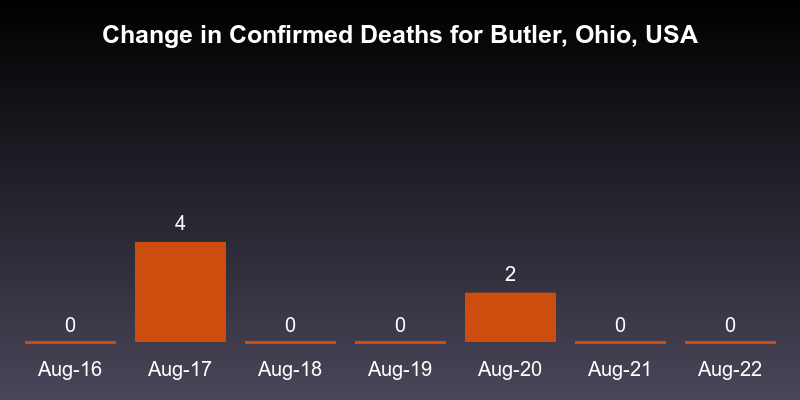 Change in Confirmed Deaths for Butler, Ohio, USA
4
2
0 0 0 0 0
Aug-16 Aug-17 Aug-18 Aug-19 Aug-20 Aug-21 Aug-22